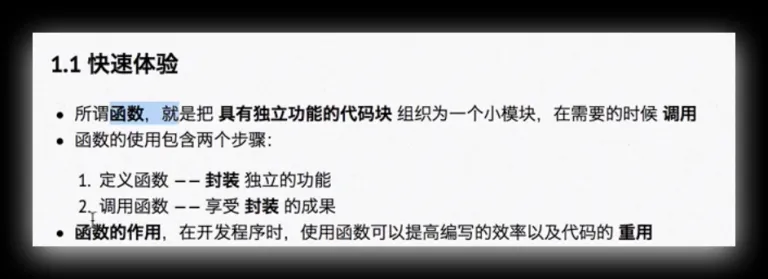 1.1 快速体验
• 所谓函数，就是把 具有独立功能的代码块 组织为一个小模块，在需要的时候 调用
• 函数的使用包含两个步骤：
1. 定义函数 —— 封装 独立的功能
2. 调用函数 —— 享受 封装 的成果
• 函数的作用，在开发程序时，使用函数可以提高编写的效率以及代码的 重用